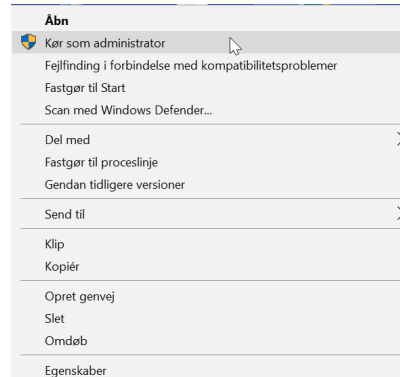 Åbn
Kør som administrator
Fejlfinding i forbindelse med kompatibilitetsproblemer
Fastgør til Start
Scan med Windows Defender...
Del med
Fastgør til proceslinje
Gendan tidligere versioner
Send til
Klip
Kopiér
Opret genvej
Slet
Omdøb
Egenskaber